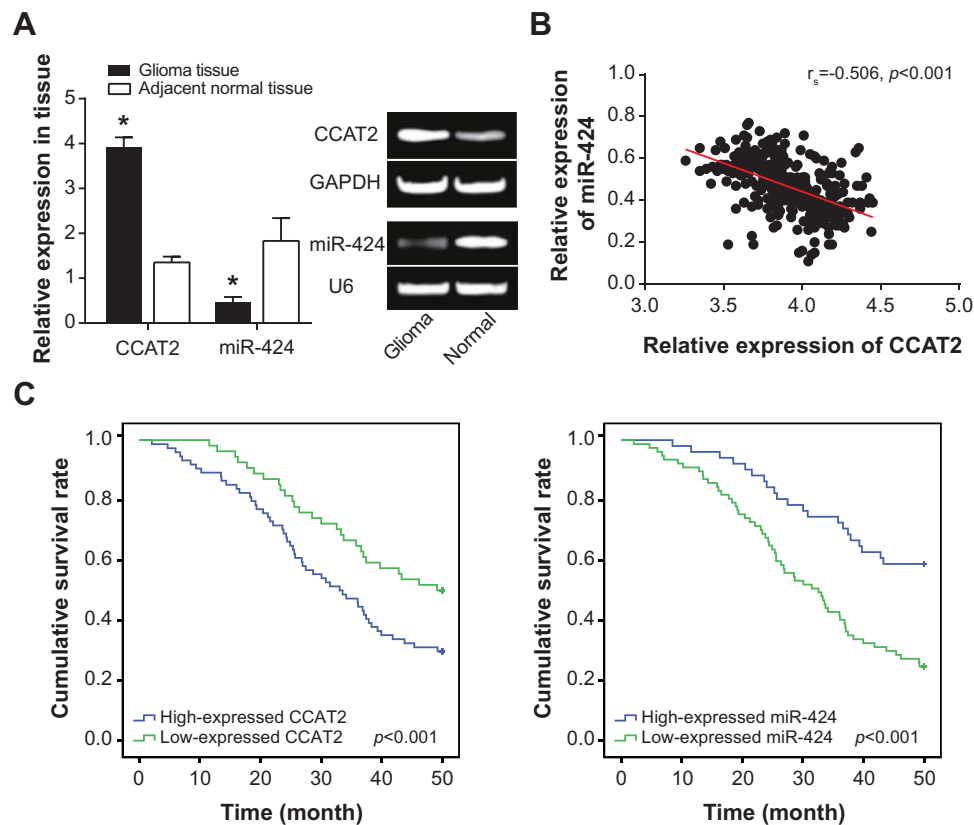 A
Glioma tissue
Adjacent normal tissue
Relative expression in tissue
5
4
3
2
1
0
*
*
CCAT2
miR-424
CCAT2
GAPDH
miR-424
U6
Glioma
Normal
B
rs=-0.506, p<0.001
Relative expression
of miR-424
1.0
0.8
0.6
0.4
0.2
0.0
3.0
3.5
4.0
4.5
5.0
Relative expression of CCAT2
C
Cumulative survival rate
1.0
0.8
0.6
0.4
0.2
0.0
High-expressed CCAT2
Low-expressed CCAT2
p<0.001
0
10
20
30
40
50
Time (month)
Cumulative survival rate
1.0
0.8
0.6
0.4
0.2
0.0
High-expressed miR-424
Low-expressed miR-424
p<0.001
0
10
20
30
40
50
Time (month)